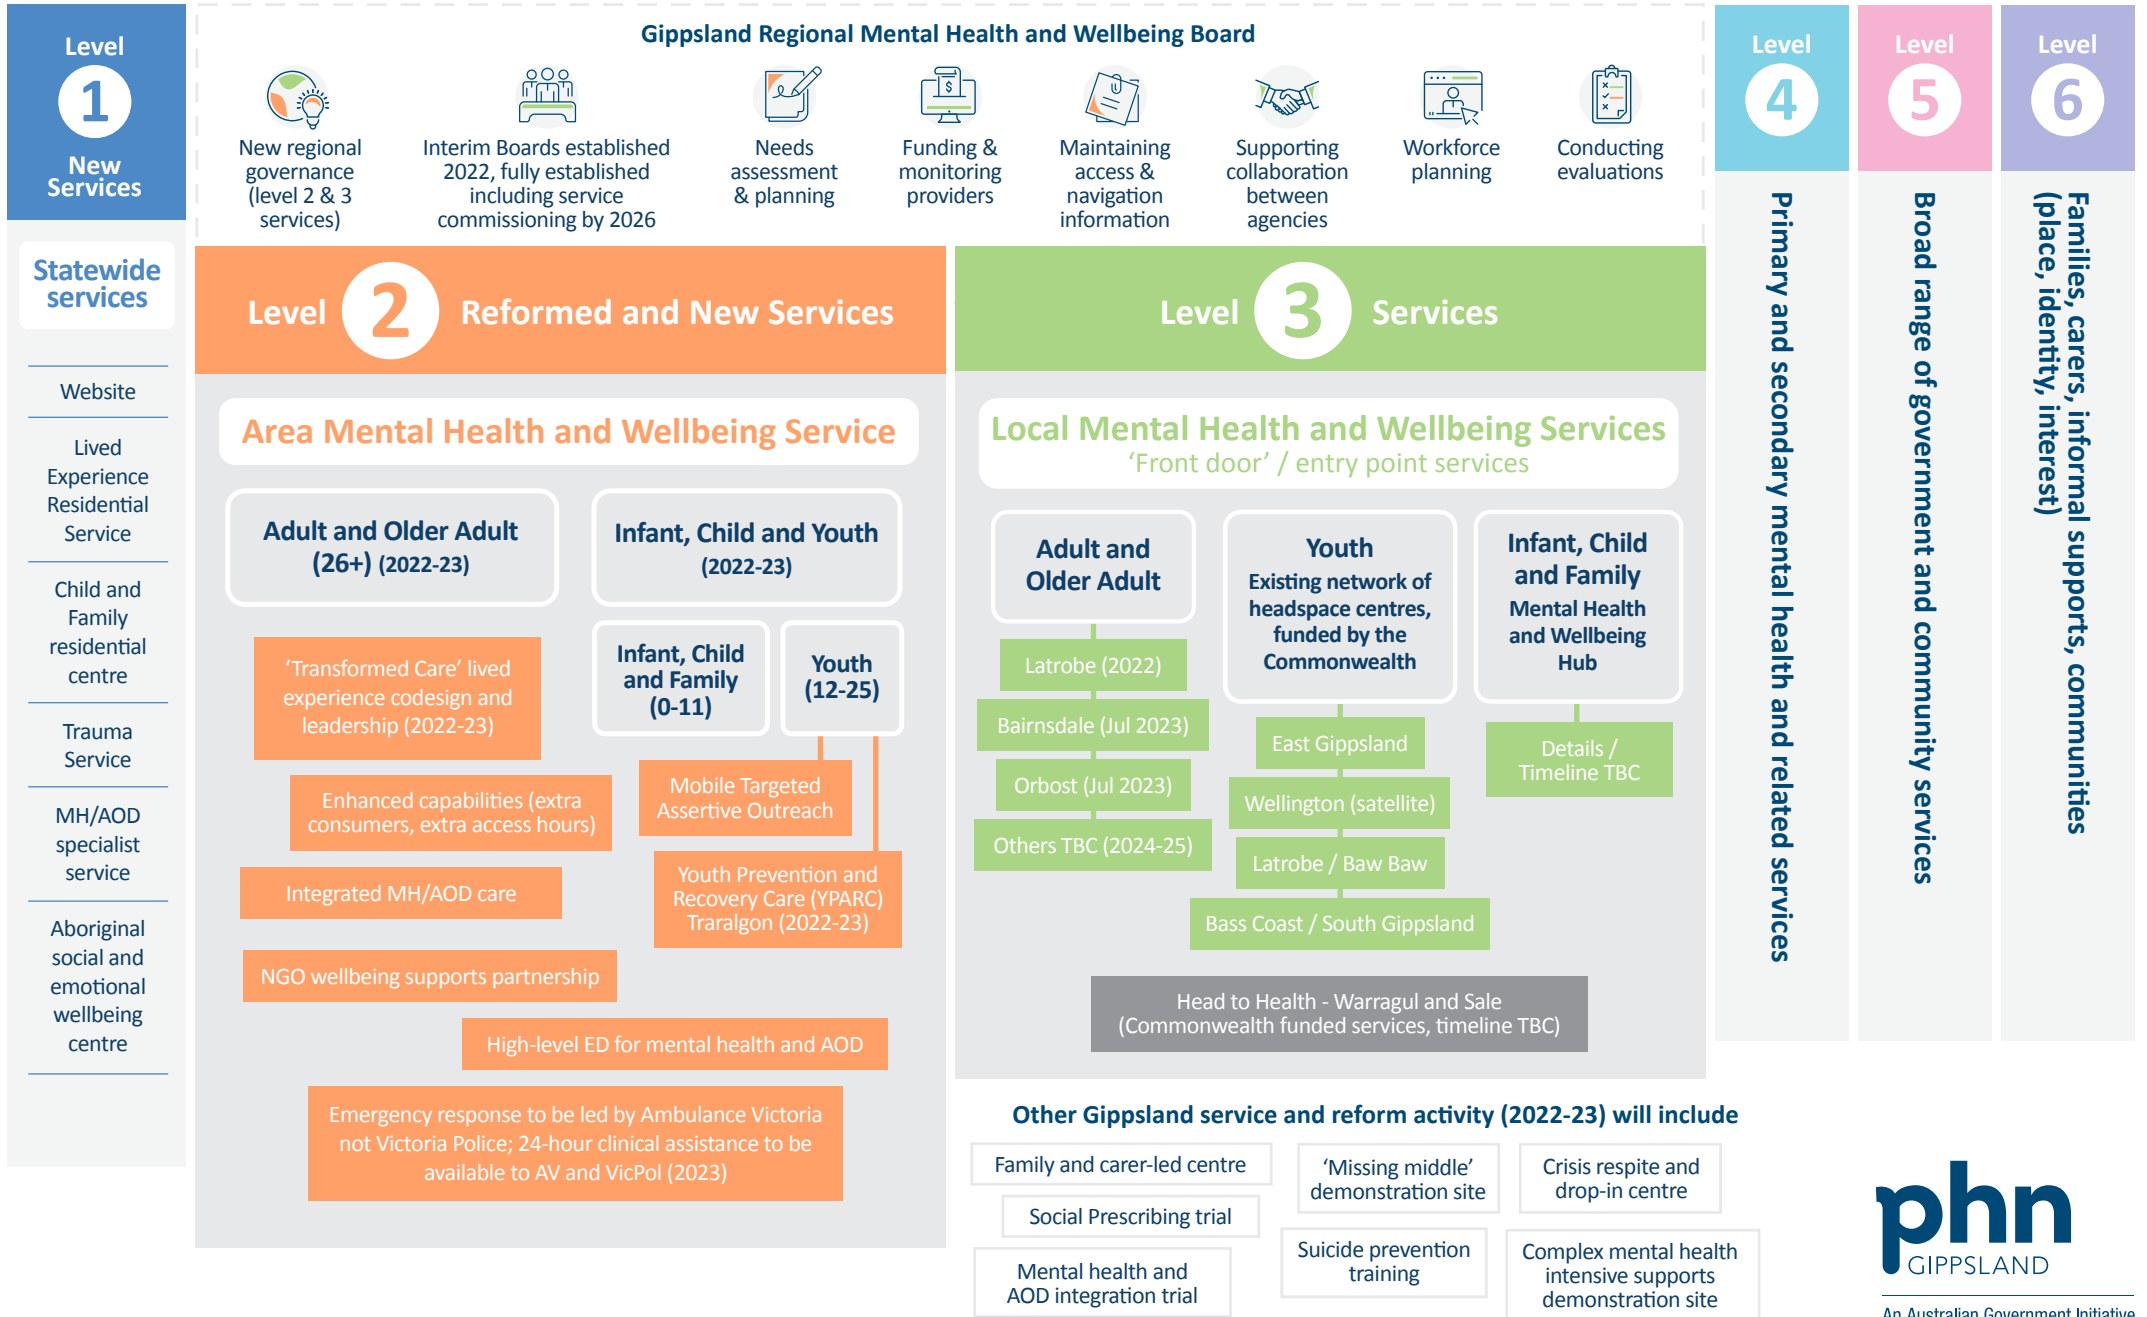 Level
1
New
Services
Statewide
services
Website
Lived
Experience
Residential
Service
Child and
Family
residential
centre
Trauma
Service
MH/AOD
specialist
service
Aboriginal
social and
emotional
wellbeing
centre
Gippsland Regional Mental Health and Wellbeing Board
New regional
governance
(level 2 & 3
services)
Interim Boards established
2022, fully established
including service
commissioning by 2026
Needs
assessment
& planning
$
Funding &
monitoring
providers
Maintaining
access &
navigation
information
Supporting
collaboration
between
agencies
Workforce
planning
Conducting
evaluations
Level 2 Reformed and New Services
Area Mental Health and Wellbeing Service
Adult and Older Adult
(26+) (2022-23)
'Transformed Care' lived
experience codesign and
leadership (2022-23)
Enhanced capabilities (extra
consumers, extra access hours)
Integrated MH/AOD care
NGO wellbeing supports partnership
High-level ED for mental health and AOD
Emergency response to be led by Ambulance Victoria
not Victoria Police; 24-hour clinical assistance to be
available to AV and VicPol (2023)
Infant, Child and Youth
(2022-23)
Infant, Child
and Family
(0-11)
Youth
(12-25)
Mobile Targeted
Assertive Outreach
Youth Prevention and
Recovery Care (YPARC)
Traralgon (2022-23)
Level 3 Services
Local Mental Health and Wellbeing Services
‘Front door’ / entry point services
Adult and
Older Adult
Latrobe (2022)
Bairnsdale (Jul 2023)
Orbost (Jul 2023)
Others TBC (2024-25)
Youth
Existing network of
headspace centres,
funded by the
Commonwealth
East Gippsland
Wellington (satellite)
Latrobe / Baw Baw
Bass Coast / South Gippsland
Infant, Child
and Family
Mental Health
and Wellbeing
Hub
Details /
Timeline TBC
Head to Health - Warragul and Sale
(Commonwealth funded services, timeline TBC)
Other Gippsland service and reform activity (2022-23) will include
Family and carer-led centre
Social Prescribing trial
Mental health and
AOD integration trial
‘Missing middle’
demonstration site
Suicide prevention
training
Crisis respite and
drop-in centre
Complex mental health
intensive supports
demonstration site
Level
4
Primary and secondary mental health and related services
Level
5
Broad range of government and community services
Level
6
Families, carers, informal supports, communities
(place, identity, interest)
phn
GIPPSLAND
An Australian Government Initiative